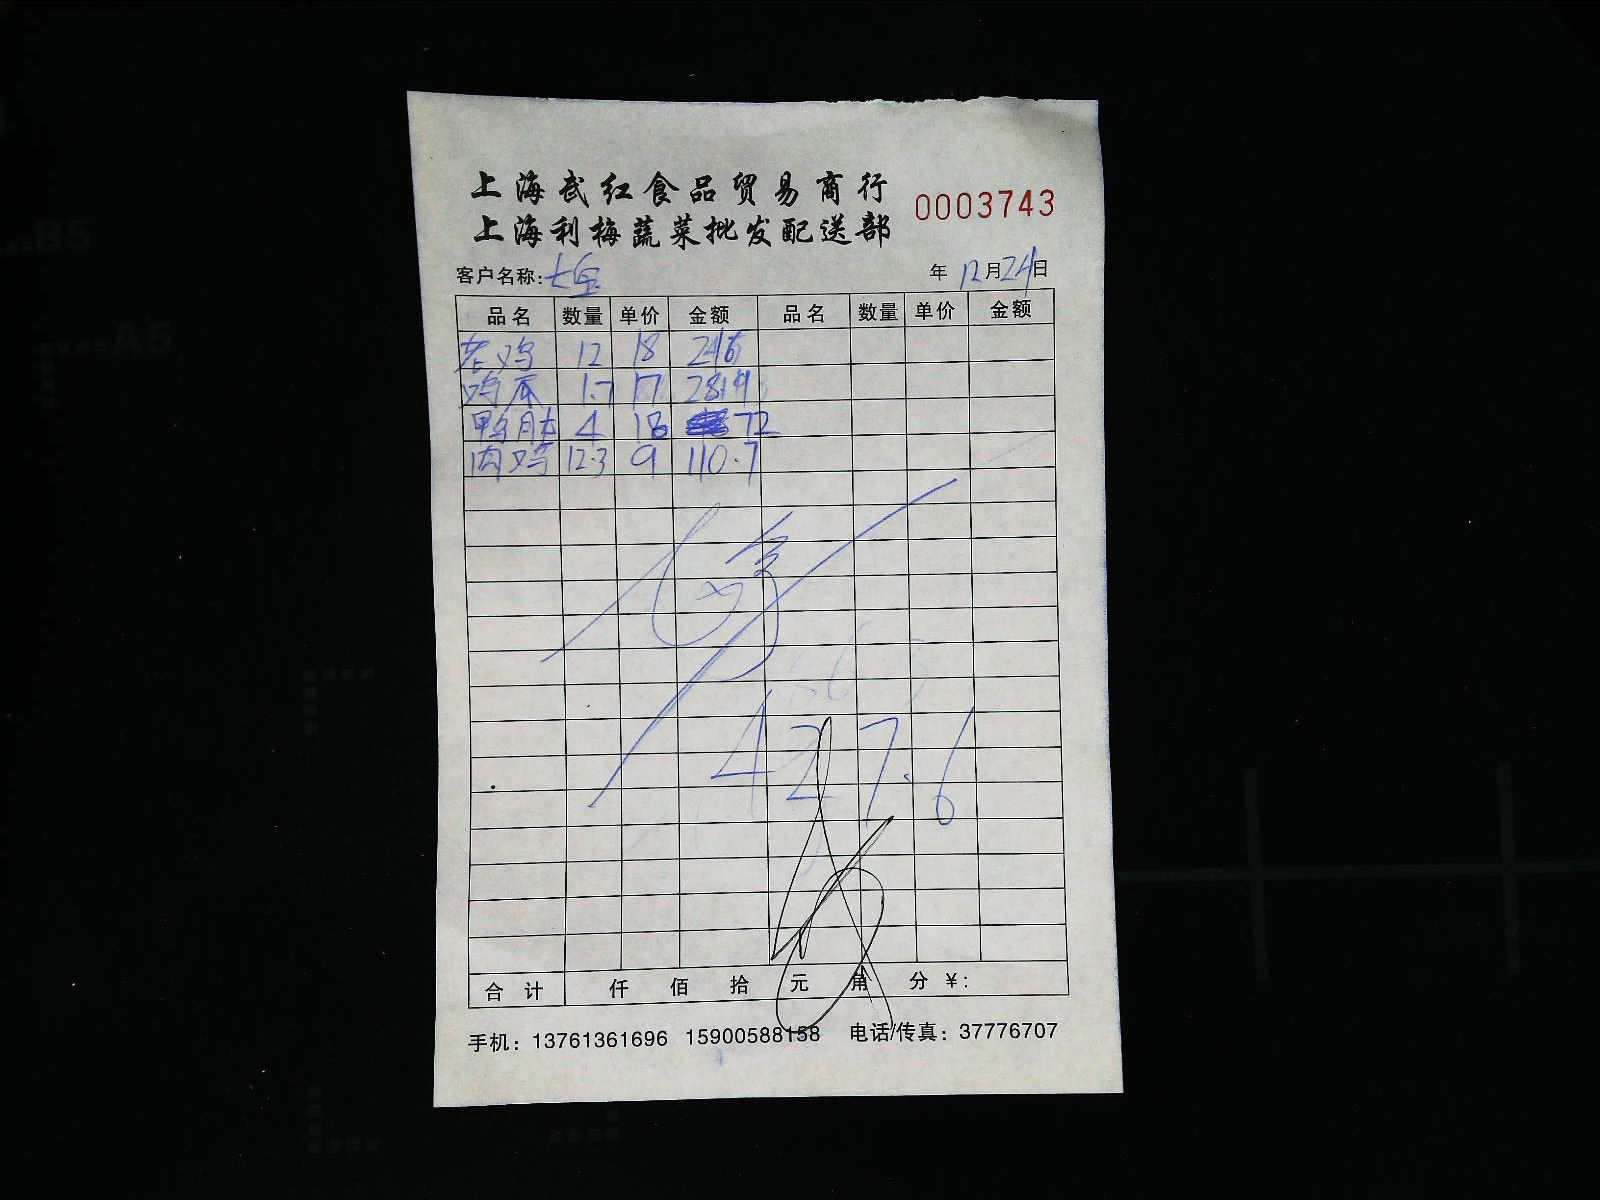 上海武红食品贸易商行
上海利梅蔬菜批发配送部
0003743
客户名称: 七宝 年 12月24日
品名 数量 单价 金额 品名 数量 单价 金额
老鸡 12 18 216
鸡爪 1.7 17 28.9
鸭肫 4 18 72
肉鸡 12.3 9 110.7
427.6
合计 仟 佰 拾 元 角 分 ¥:
手机: 13761361696 15900588158 电话/传真: 37776707